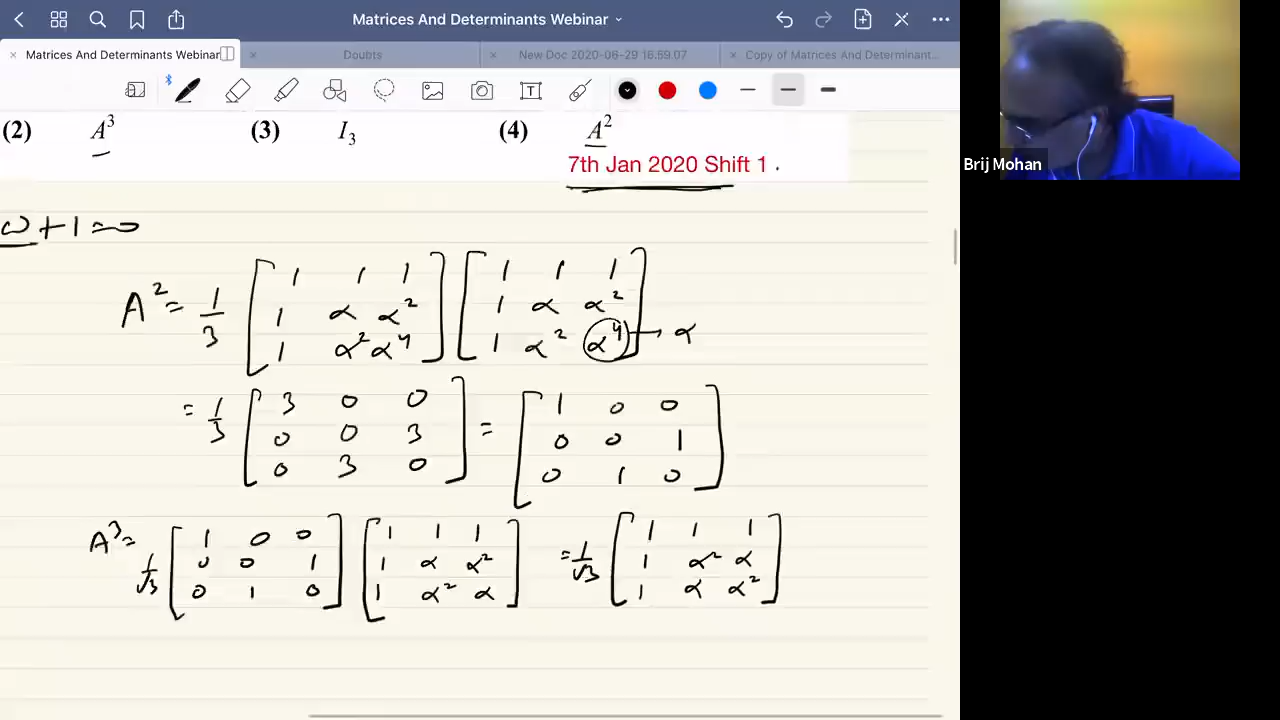 Matrices And Determinants Webinar
Matrices And Determinants Webinar
Doubts
New Doc 2020-06-29 16.59.07
Copy of Matrices And Determinant...
(2) A³ (3) I₃ (4) A²
7th Jan 2020 Shift 1
Brij Mohan
ω + 1 = 0
A² = 1/3 [1 1 1] [1 1 1]
[1 α α²] [1 α α²]
[1 α² α⁴] [1 α² α⁴] → α
= 1/3 [3 0 0] = [1 0 0]
[0 0 3] [0 0 1]
[0 3 0] [0 1 0]
A³ = 1/√3 [1 0 0] [1 1 1] = 1/√3 [1 1 1]
[0 0 1] [1 α α²] [1 α² α]
[0 1 0] [1 α² α] [1 α α²]